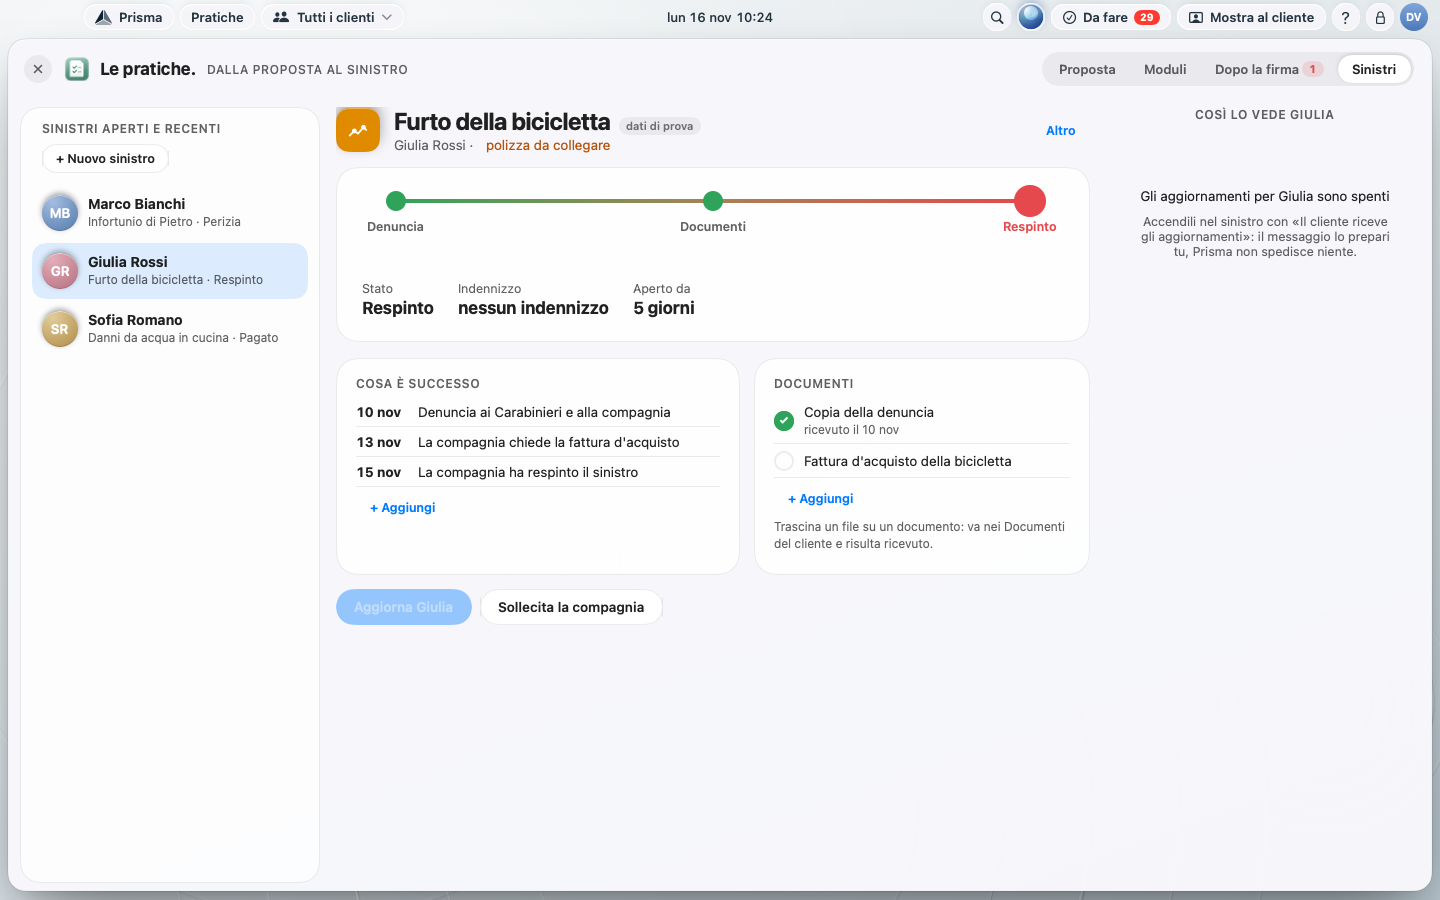 Prisma
Pratiche
Tutti i clienti
lun 16 nov 10:24
Da fare 29
Mostra al cliente
?
DV
Le pratiche. DALLA PROPOSTA AL SINISTRO
Proposta
Moduli
Dopo la firma 1
Sinistri
SINISTRI APERTI E RECENTI
+ Nuovo sinistro
MB
Marco Bianchi
Infortunio di Pietro · Perizia
GR
Giulia Rossi
Furto della bicicletta · Respinto
SR
Sofia Romano
Danni da acqua in cucina · Pagato
Furto della bicicletta dati di prova
Giulia Rossi · polizza da collegare
Altro
Denuncia
Documenti
Respinto
Stato
Respinto
Indennizzo
nessun indennizzo
Aperto da
5 giorni
COSA È SUCCESSO
10 nov Denuncia ai Carabinieri e alla compagnia
13 nov La compagnia chiede la fattura d'acquisto
15 nov La compagnia ha respinto il sinistro
+ Aggiungi
DOCUMENTI
Copia della denuncia
ricevuto il 10 nov
Fattura d'acquisto della bicicletta
+ Aggiungi
Trascina un file su un documento: va nei Documenti
del cliente e risulta ricevuto.
Aggiorna Giulia
Sollecita la compagnia
COSÌ LO VEDE GIULIA
Gli aggiornamenti per Giulia sono spenti
Accendili nel sinistro con «Il cliente riceve
gli aggiornamenti»: il messaggio lo prepari
tu, Prisma non spedisce niente.